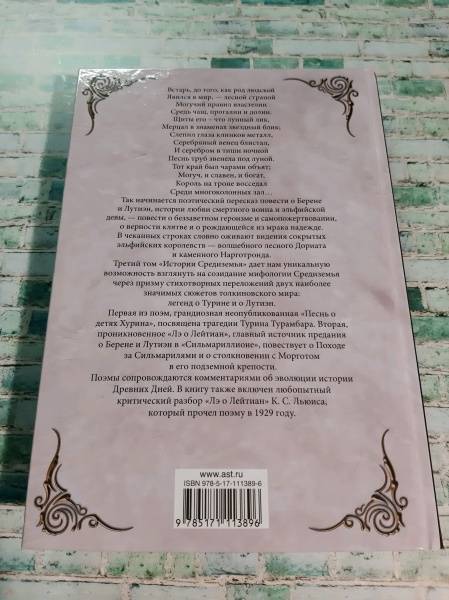 Встарь, до того, как род людской
Явился в мир, — лесной страной
Могучий правил властелин
Средь чащ, прогалин и долин.
Щиты его – что лунный лик,
Мерцал в знаменах звездный блик;
Слепил глаза клинков металл,
Серебряный венец блистал,
И серебром в тиши ночной
Песнь труб звенела под луной.
Тот край был чарами объят;
Могуч, и славен, и богат,
Король на троне восседал
Среди многоколонных зал…
Так начинается поэтический пересказ повести о Берене
и Лутиэн, истории любви смертного воина и эльфийской
девы, — повести о беззаветном героизме и самопожертвовании,
о верности клятве и о рождающейся из мрака надежде.
В чеканных строках словно оживают видения сокрытых
эльфийских королевств – волшебного лесного Дориата
и каменного Нарготронда.
Третий том «Истории Средиземья» дает нам уникальную
возможность взглянуть на созидание мифологии Средиземья
через призму стихотворных переложений двух наиболее
значимых сюжетов толкиновского мира:
легенд о Турине и о Лутиэн.
Первая из поэм, грандиозная неопубликованная «Песнь о
детях Хурина», посвящена трагедии Турина Турамбара. Вторая,
проникновенное «Лэ о Лейтиан», главный источник предания
о Берене и Лутиэн в «Сильмариллионе», повествует о Походе
за Сильмарилями и о столкновении с Морготом
в его подземной крепости.
Поэмы сопровождаются комментариями об эволюции истории
Древних Дней. В книгу также включен любопытный
критический разбор «Лэ о Лейтиан» К. С. Льюиса,
который прочел поэму в 1929 году.
www.ast.ru
ISBN 978-5-17-111389-6
9 785171 113896